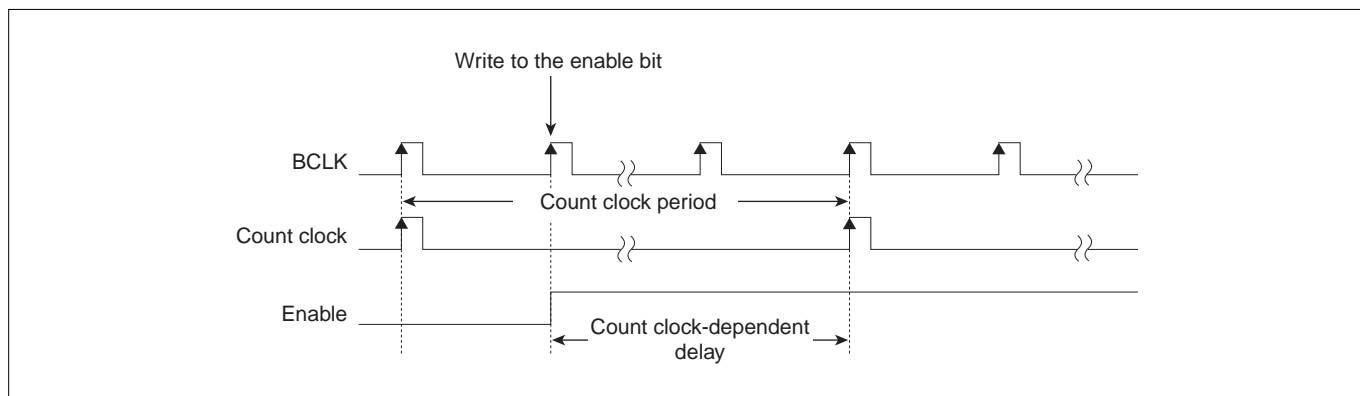 Write to the enable bit
BCLK
Count clock period
Count clock
Enable
Count clock-dependent
delay